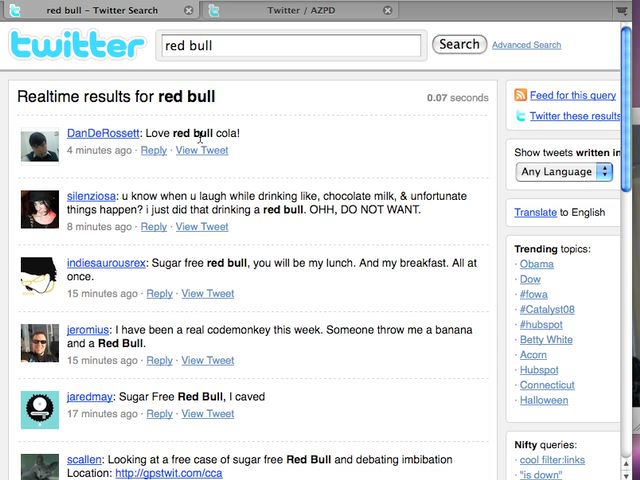 red bull – Twitter Search
Twitter / AZPD
twitter
red bull
Search
Advanced Search
Realtime results for red bull
0.07 seconds
DanDeRossett: Love red bull cola!
4 minutes ago · Reply · View Tweet
silenziosa: u know when u laugh while drinking like, chocolate milk, & unfortunate
things happen? i just did that drinking a red bull. OHH, DO NOT WANT.
8 minutes ago · Reply · View Tweet
indiesaurousrex: Sugar free red bull, you will be my lunch. And my breakfast. All at
once.
15 minutes ago · Reply · View Tweet
jeromius: I have been a real codemonkey this week. Someone throw me a banana
and a Red Bull.
15 minutes ago · Reply · View Tweet
jaredmay: Sugar Free Red Bull, I caved
17 minutes ago · Reply · View Tweet
scallen: Looking at a free case of sugar free Red Bull and debating imbibation
Location: http://gpstwit.com/cca
Feed for this query
Twitter these results
Show tweets written in:
Any Language
Translate to English
Trending topics:
· Obama
· Dow
· #fowa
· #Catalyst08
· #hubspot
· Betty White
· Acorn
· Hubspot
· Connecticut
· Halloween
Nifty queries:
· cool filter:links
· "is down"